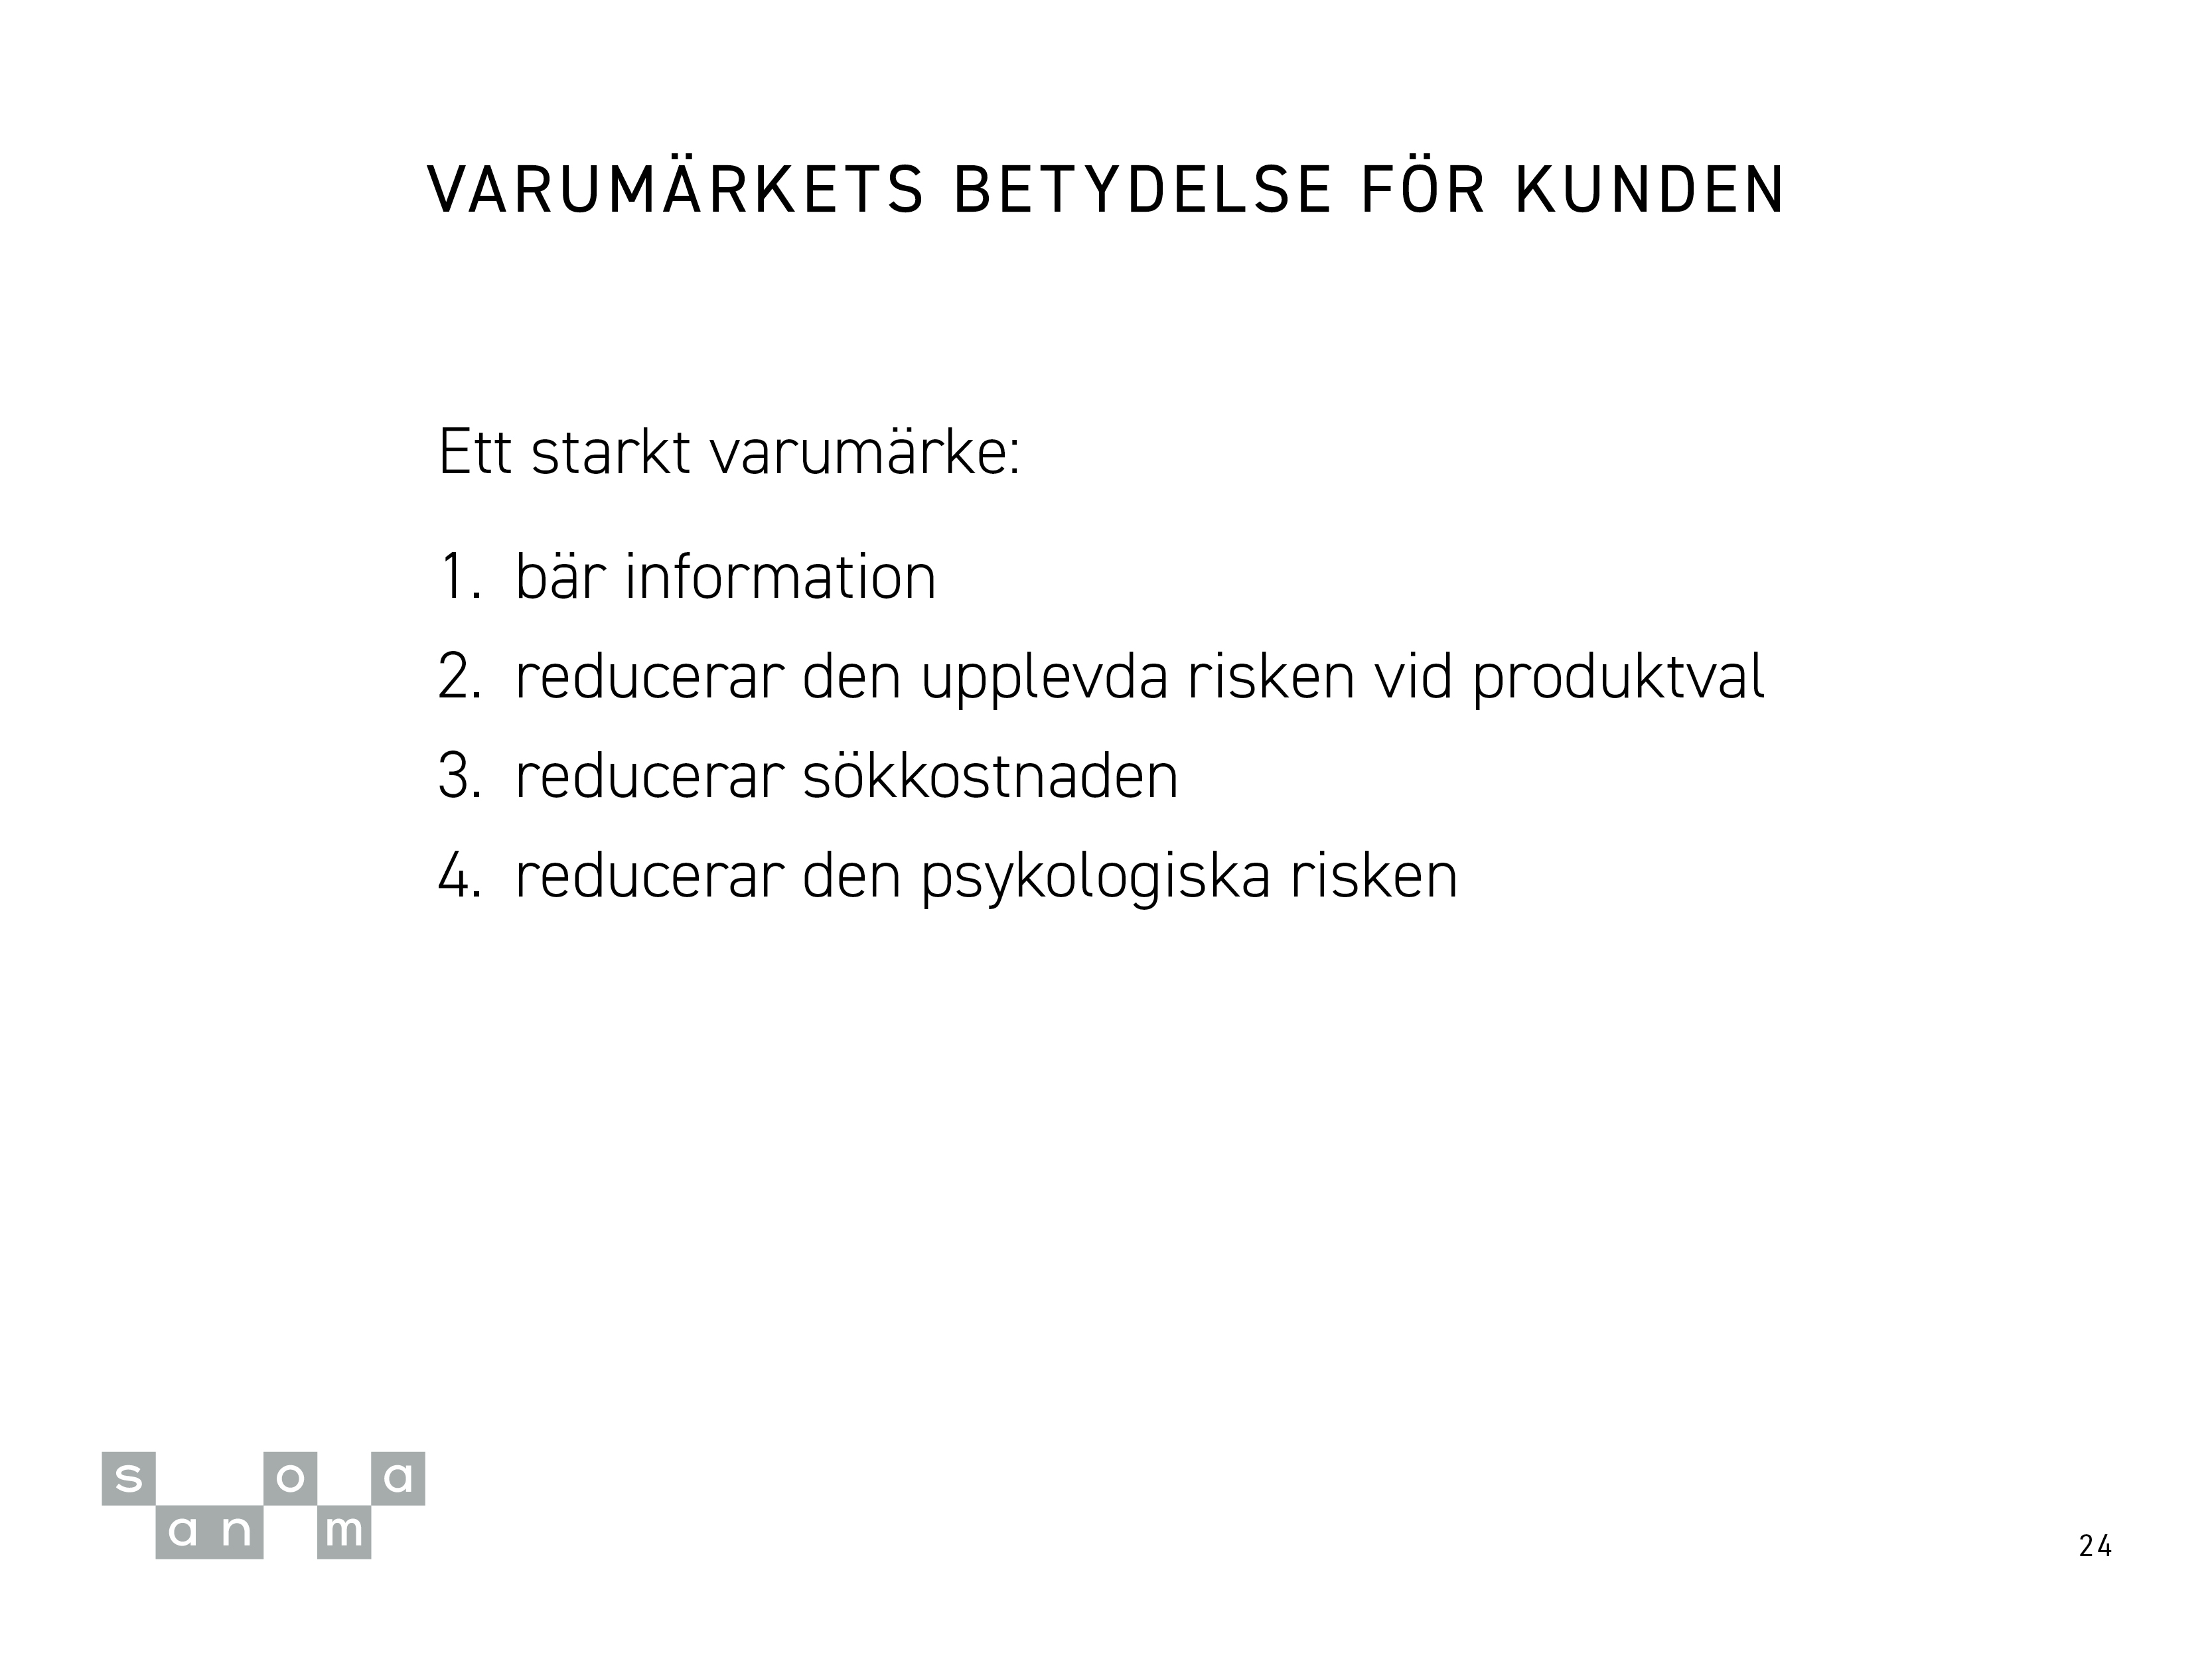 VARUMÄRKETS BETYDELSE FÖR KUNDEN
Ett starkt varumärke:
1. bär information
2. reducerar den upplevda risken vid produktval
3. reducerar sökkostnaden
4. reducerar den psykologiska risken
sanoma
24